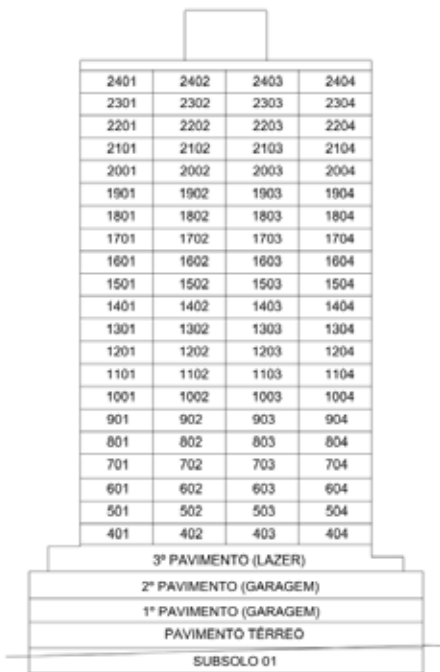 2401 2402 2403 2404
2301 2302 2303 2304
2201 2202 2203 2204
2101 2102 2103 2104
2001 2002 2003 2004
1901 1902 1903 1904
1801 1802 1803 1804
1701 1702 1703 1704
1601 1602 1603 1604
1501 1502 1503 1504
1401 1402 1403 1404
1301 1302 1303 1304
1201 1202 1203 1204
1101 1102 1103 1104
1001 1002 1003 1004
901 902 903 904
801 802 803 804
701 702 703 704
601 602 603 604
501 502 503 504
401 402 403 404
3º PAVIMENTO (LAZER)
2º PAVIMENTO (GARAGEM)
1º PAVIMENTO (GARAGEM)
PAVIMENTO TÉRREO
SUBSOLO 01